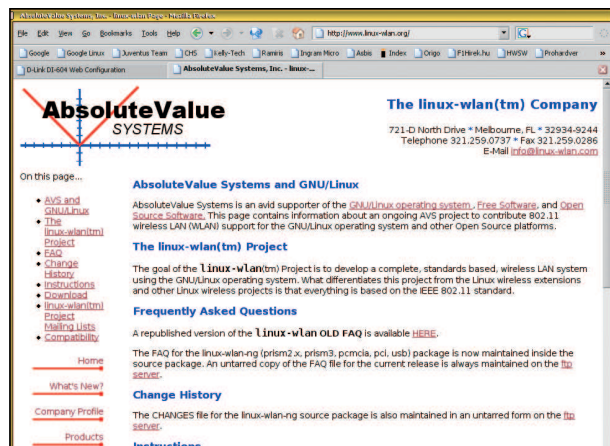 AbsoluteValue Systems, Inc. - linux-wlan Page - Mozilla Firefox
File Edit View Go Bookmarks Tools Help
http://www.linux-wlan.org/
Google Google Linux Juventus Team CHS Kelly-Tech Ramiris Ingram Micro Asbis Index Origo F1Hirek.hu HWSW Prohardver »
D-Link DI-604 Web Configuration
AbsoluteValue Systems, Inc. - linux-...
AbsoluteValue
SYSTEMS
The linux-wlan(tm) Company
721-D North Drive * Melbourne, FL * 32934-9244
Telephone 321.259.0737 * Fax 321.259.0286
E-Mail info@linux-wlan.com
On this page...
AVS and
GNU/Linux
The
linux-wlan(tm)
Project
FAQ
Change
History
Instructions
Download
linux-wlan(tm)
Project
Mailing Lists
Compatibility
Home
What's New?
Company Profile
Products
AbsoluteValue Systems and GNU/Linux
AbsoluteValue Systems is an avid supporter of the GNU/Linux operating system , Free Software, and Open
Source Software. This page contains information about an ongoing AVS project to contribute 802.11
wireless LAN (WLAN) support for the GNU/Linux operating system and other Open Source platforms.
The linux-wlan(tm) Project
The goal of the linux-wlan(tm) Project is to develop a complete, standards based, wireless LAN system
using the GNU/Linux operating system. What differentiates this project from the Linux wireless extensions
and other Linux wireless projects is that everything is based on the IEEE 802.11 standard.
Frequently Asked Questions
A republished version of the linux-wlan OLD FAQ is available HERE.
The FAQ for the linux-wlan-ng (prism2.x, prism3, pcmcia, pci, usb) package is now maintained inside the
source package. An untarred copy of the FAQ file for the current release is always maintained on the ftp
server.
Change History
The CHANGES file for the linux-wlan-ng source package is also maintained in an untarred form on the ftp
server.
Instructions